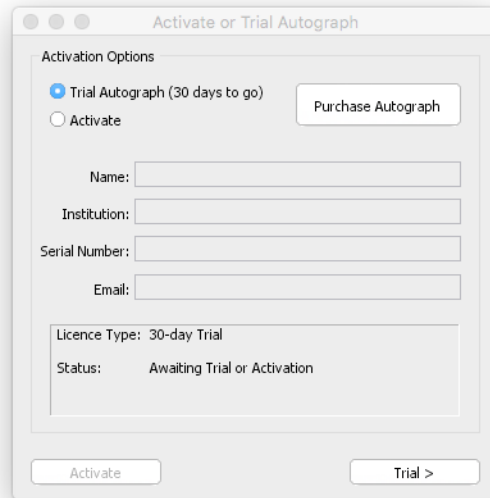 Activate or Trial Autograph
Activation Options
Trial Autograph (30 days to go)
Purchase Autograph
Activate
Name:
Institution:
Serial Number:
Email:
Licence Type: 30-day Trial
Status: Awaiting Trial or Activation
Activate
Trial >